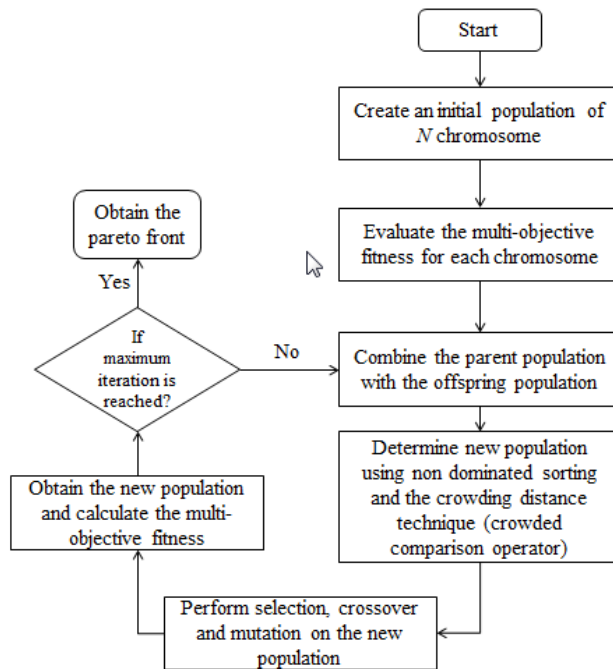 Start
Create an initial population of
N chromosome
Evaluate the multi-objective
fitness for each chromosome
Combine the parent population
with the offspring population
Determine new population
using non dominated sorting
and the crowding distance
technique (crowded
comparison operator)
Perform selection, crossover
and mutation on the new
population
Obtain the new population
and calculate the multi-
objective fitness
If
maximum
iteration is
reached?
No
Yes
Obtain the
pareto front